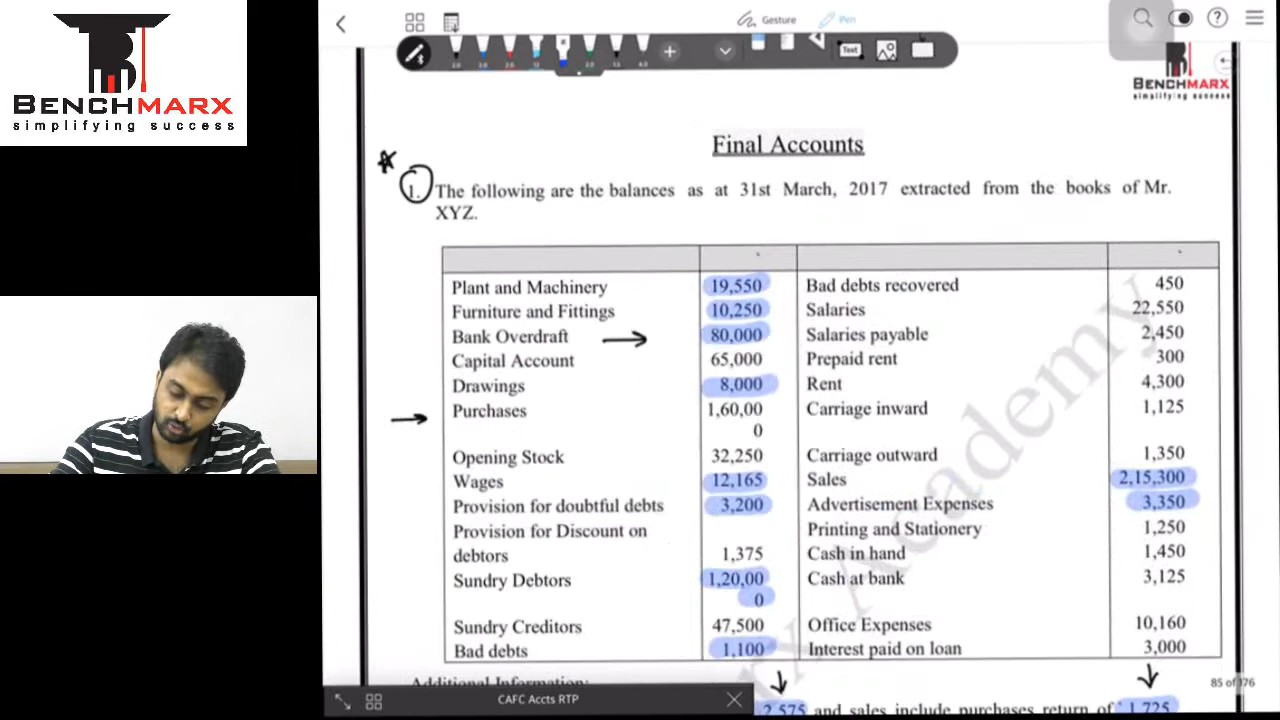 BENCHMARX
simplifying success
Gesture
Pen
Text
BENCHMARX
simplifying success
Final Accounts
1. The following are the balances as at 31st March, 2017 extracted from the books of Mr.
XYZ.
Plant and Machinery 19,550 Bad debts recovered 450
Furniture and Fittings 10,250 Salaries 22,550
Bank Overdraft 80,000 Salaries payable 2,450
Capital Account 65,000 Prepaid rent 300
Drawings 8,000 Rent 4,300
Purchases 1,60,00 Carriage inward 1,125
0
Opening Stock 32,250 Carriage outward 1,350
Wages 12,165 Sales 2,15,300
Provision for doubtful debts 3,200 Advertisement Expenses 3,350
Provision for Discount on Printing and Stationery 1,250
debtors 1,375 Cash in hand 1,450
Sundry Debtors 1,20,00 Cash at bank 3,125
0
Sundry Creditors 47,500 Office Expenses 10,160
Bad debts 1,100 Interest paid on loan 3,000
Additional Information:
85 of 176
CAFC Accts RTP
2,575 and sales include purchases return of 1,725
Academy